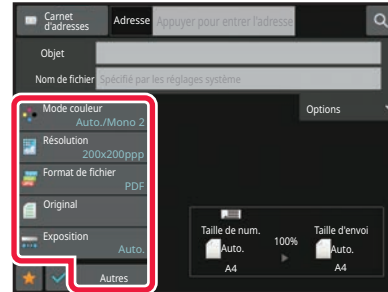 Carnet
d'adresses
Adresse
Appuyer pour entrer l'adresse
Objet
Nom de fichier
Spécifié par les réglages système
Mode couleur
Auto./Mono 2
Options
Résolution
200x200ppp
Format de fichier
PDF
Original
Exposition
Auto.
Autres
Taille de num.
Auto.
A4
100%
Taille d'envoi
Auto.
A4